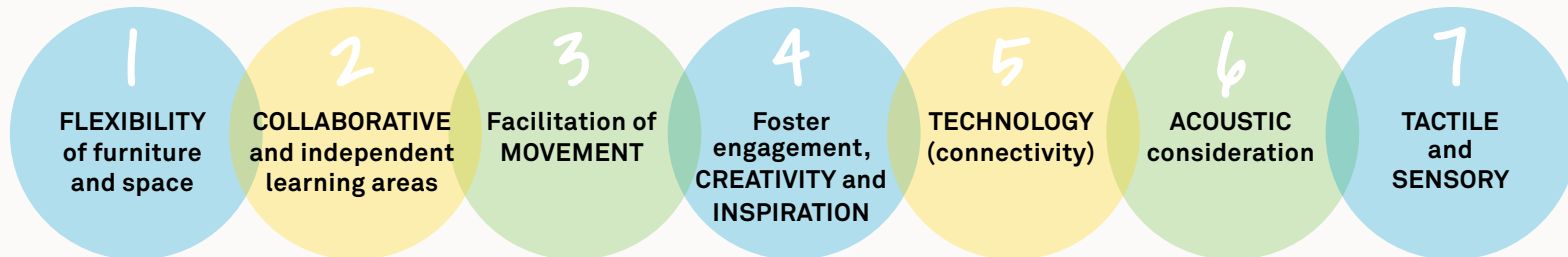 1
FLEXIBILITY
of furniture
and space
2
COLLABORATIVE
and independent
learning areas
3
Facilitation of
MOVEMENT
4
Foster
engagement,
CREATIVITY and
INSPIRATION
5
TECHNOLOGY
(connectivity)
6
ACOUSTIC
consideration
7
TACTILE
and
SENSORY